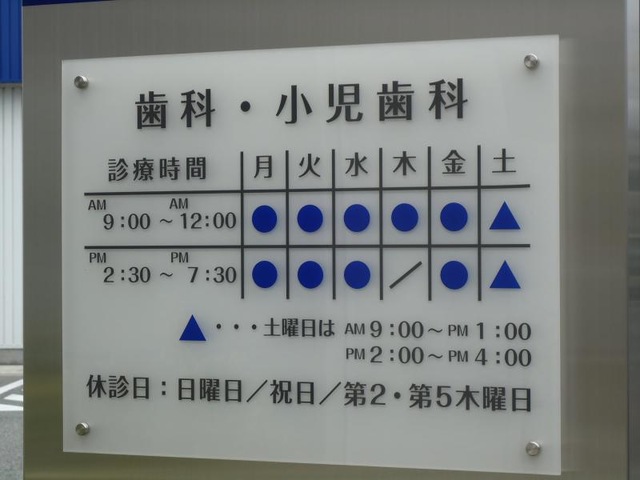 歯科・小児歯科
診療時間 月 火 水 木 金 土
AM 9:00 ～ AM 12:00 ● ● ● ● ● ▲
PM 2:30 ～ PM 7:30 ● ● ● ／ ● ▲
▲・・・土曜日は AM 9:00～PM 1:00
PM 2:00～PM 4:00
休診日：日曜日／祝日／第2・第5木曜日